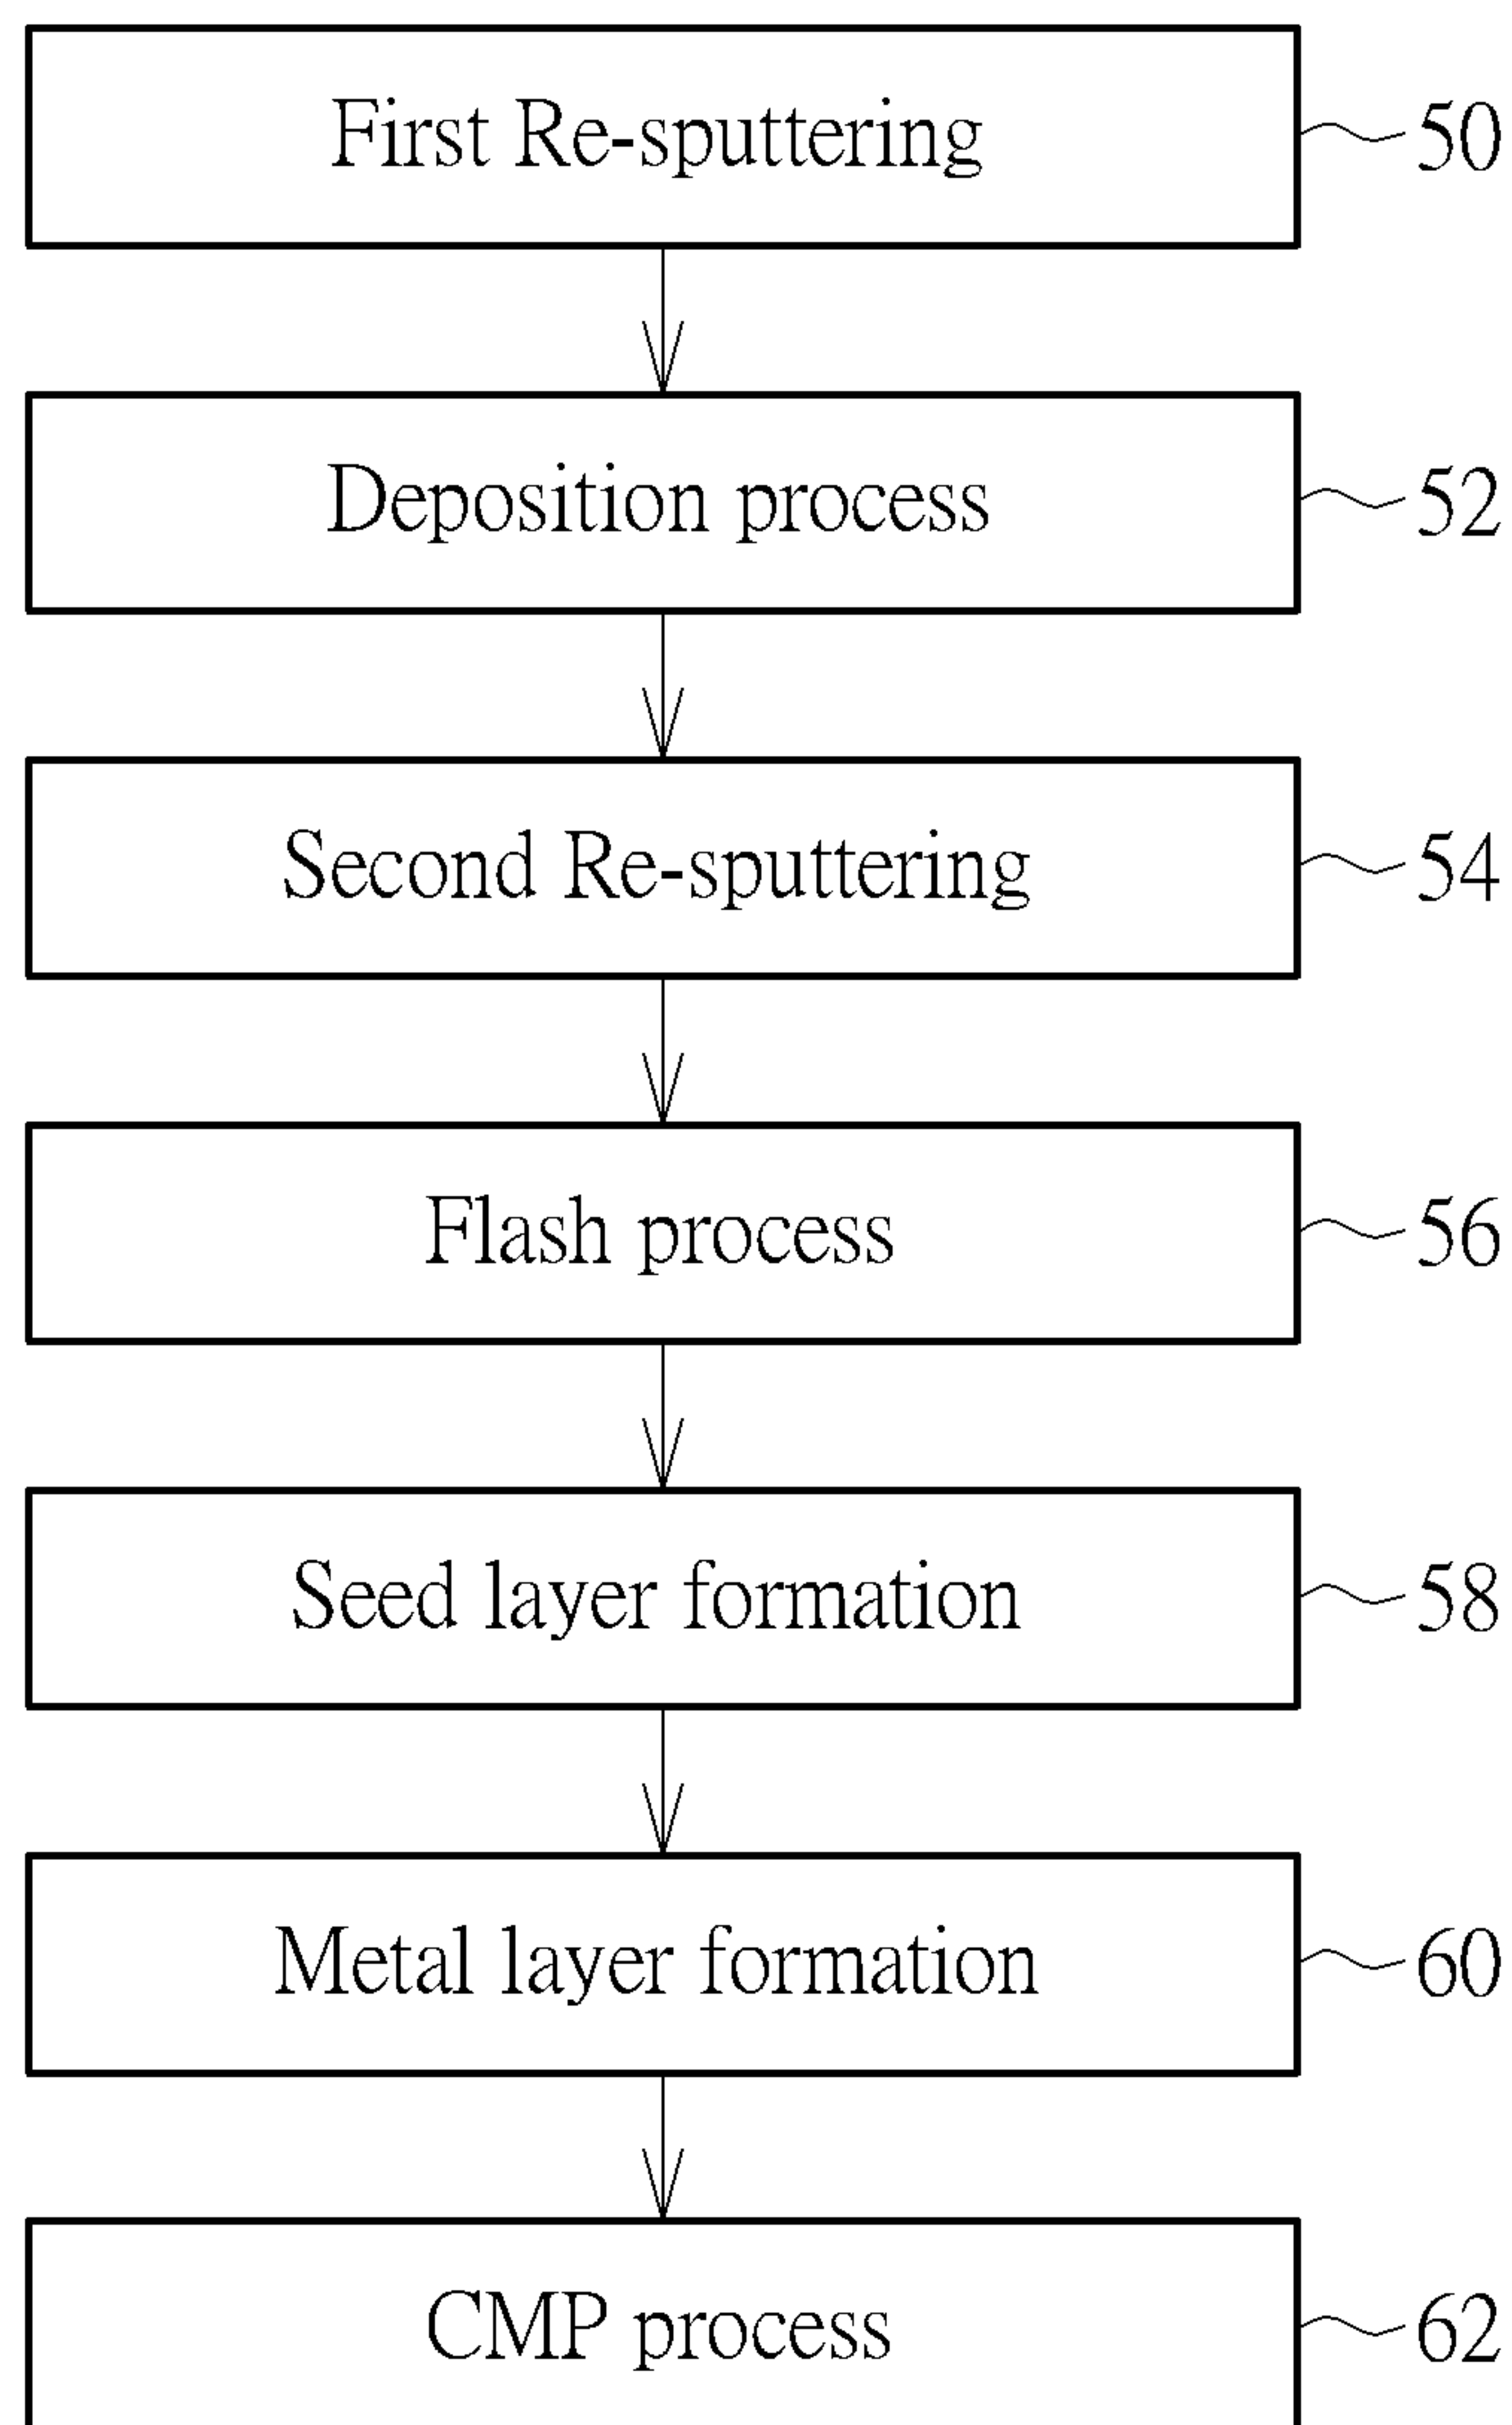 First Re-sputtering 50
Deposition process 52
Second Re-sputtering 54
Flash process 56
Seed layer formation 58
Metal layer formation 60
CMP process 62